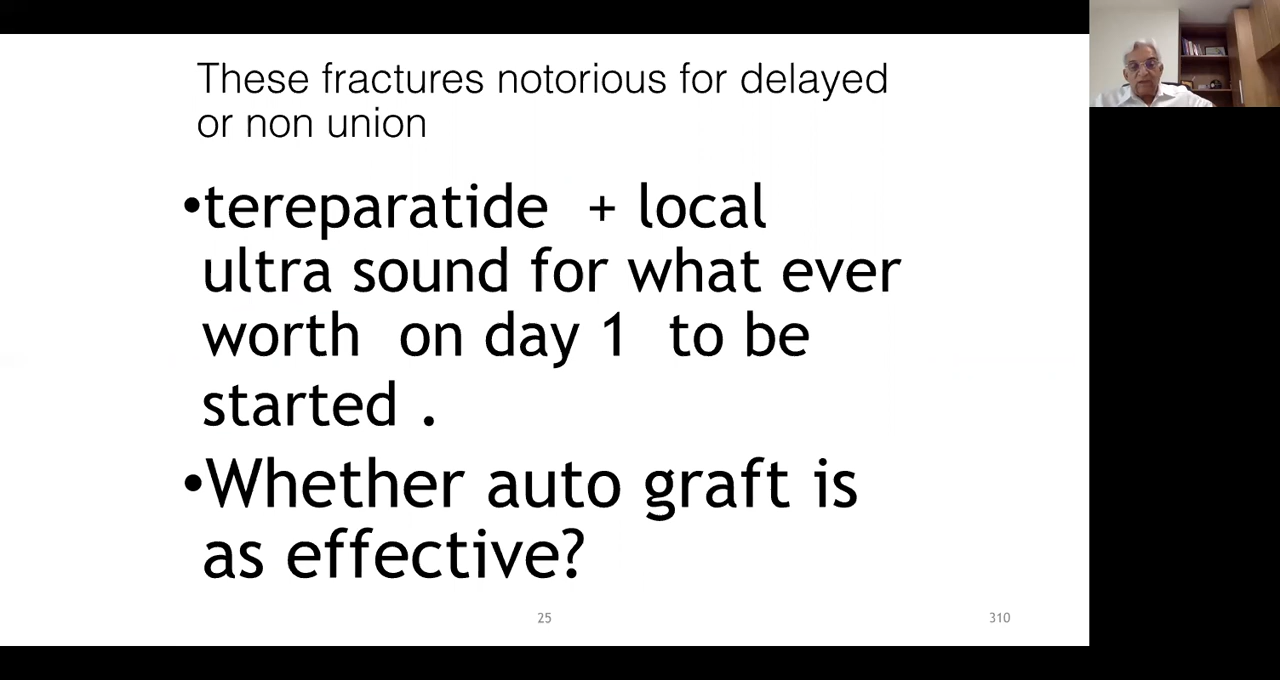 These fractures notorious for delayed
or non union
•tereparatide + local
ultra sound for what ever
worth on day 1 to be
started .
•Whether auto graft is
as effective?
25
310